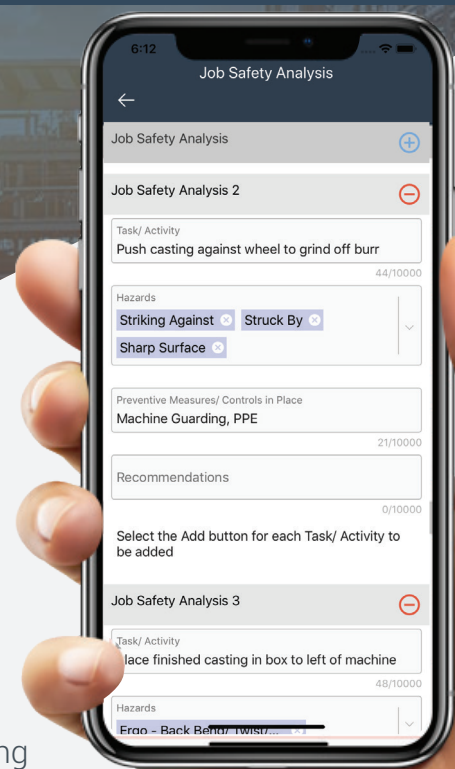 6:12
Job Safety Analysis
Job Safety Analysis
Job Safety Analysis 2
Task/ Activity
Push casting against wheel to grind off burr
44/10000
Hazards
Striking Against Struck By
Sharp Surface
Preventive Measures/ Controls in Place
Machine Guarding, PPE
21/10000
Recommendations
0/10000
Select the Add button for each Task/ Activity to
be added
Job Safety Analysis 3
Task/ Activity
lace finished casting in box to left of machine
48/10000
Hazards
Ergo - Back Bend/ Twist/...
ng